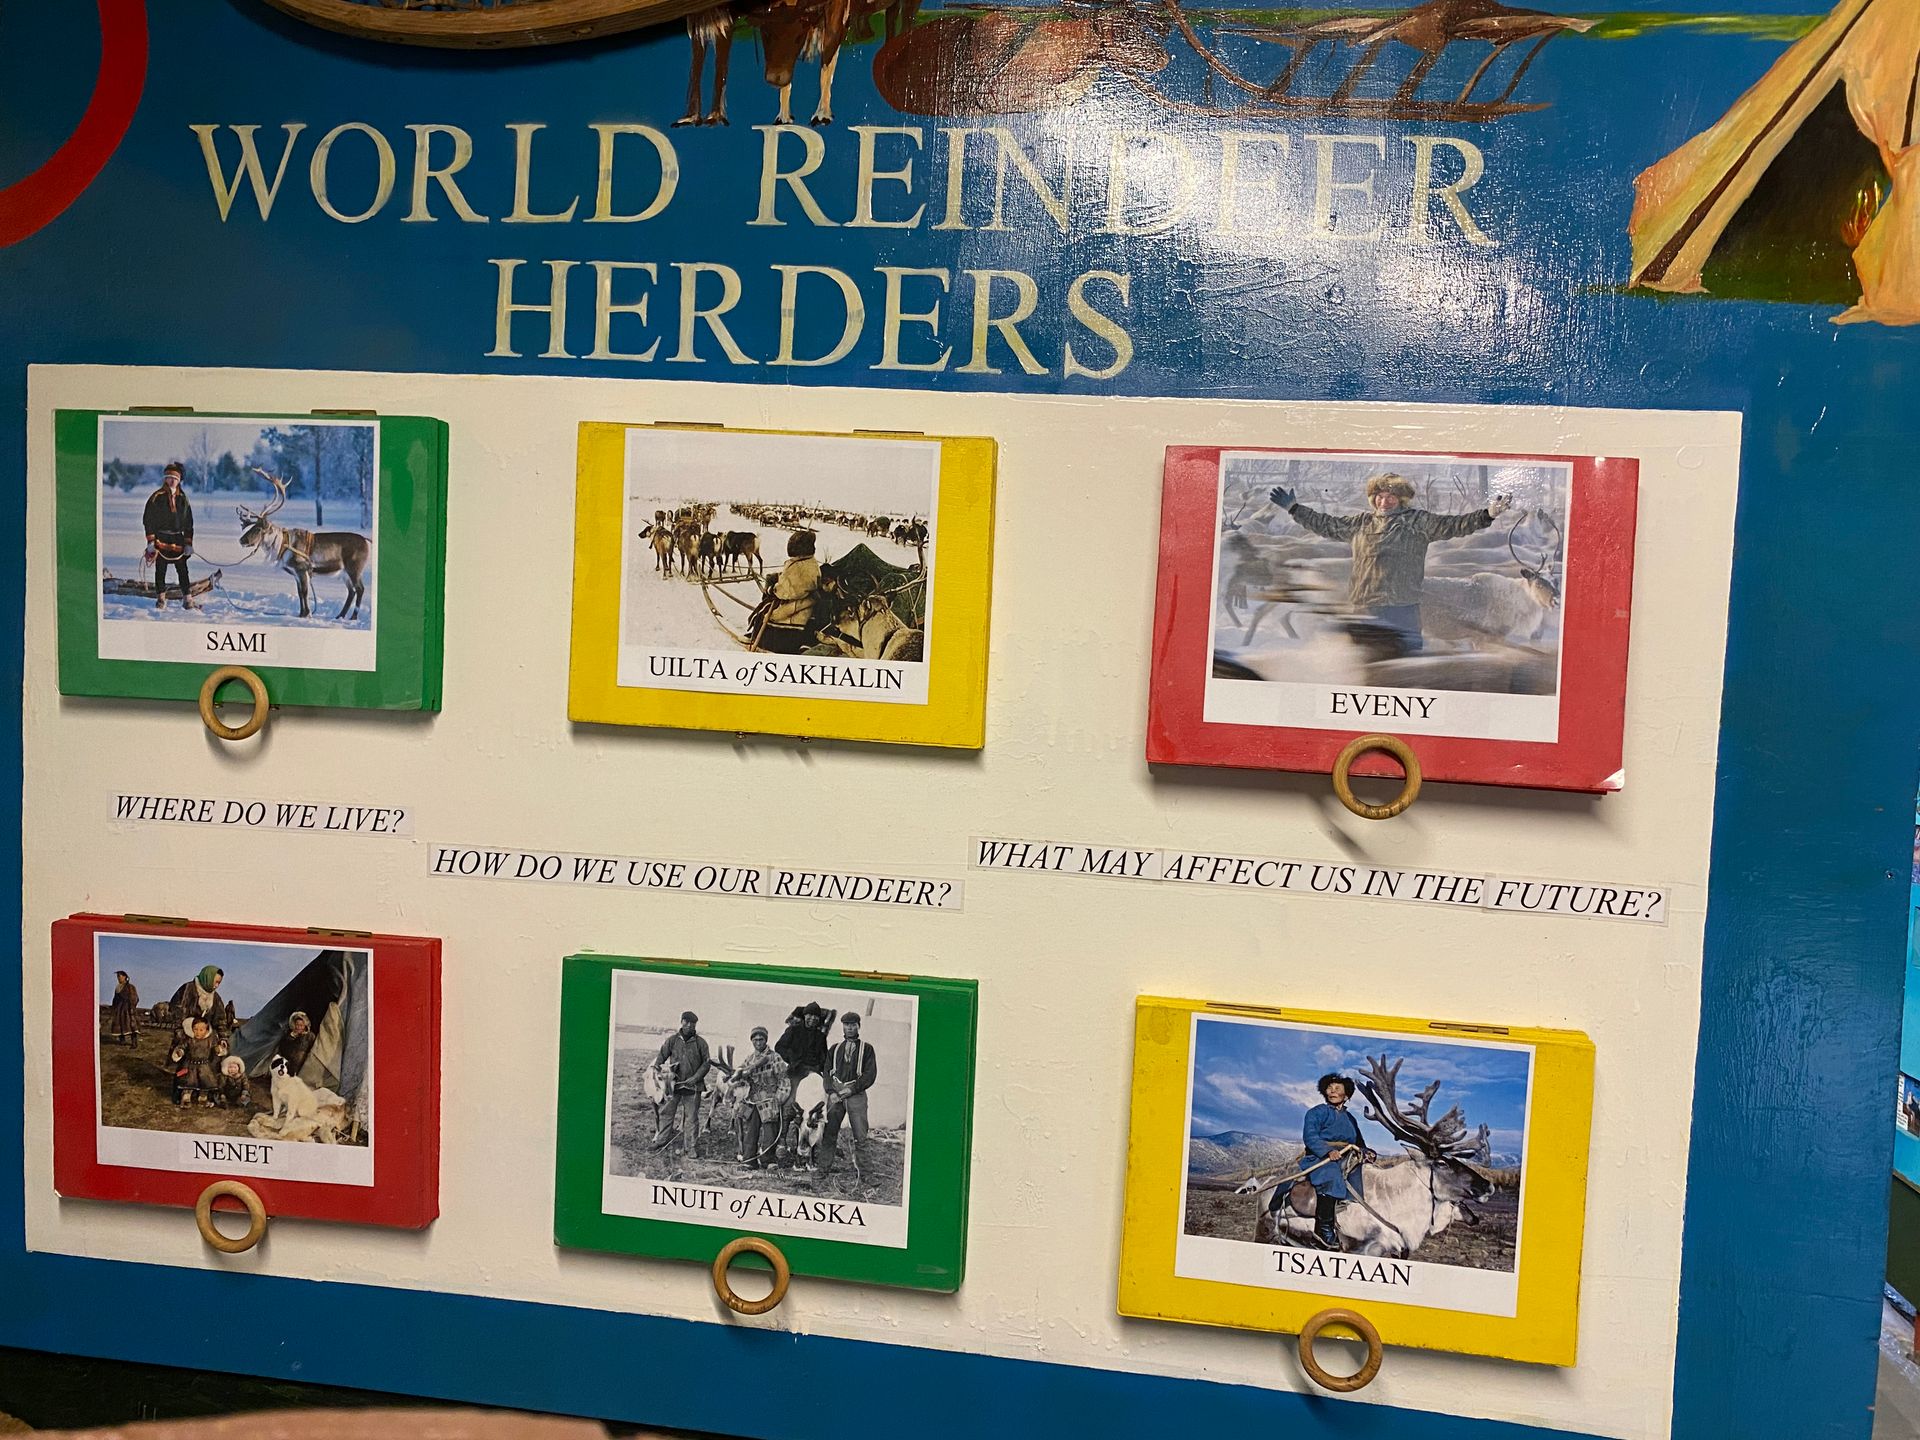 WORLD REINDEER
HERDERS
SAMI
UILTA of SAKHALIN
EVENY
WHERE DO WE LIVE?
HOW DO WE USE OUR REINDEER?
WHAT MAY AFFECT US IN THE FUTURE?
NENET
INUIT of ALASKA
TSATAAN